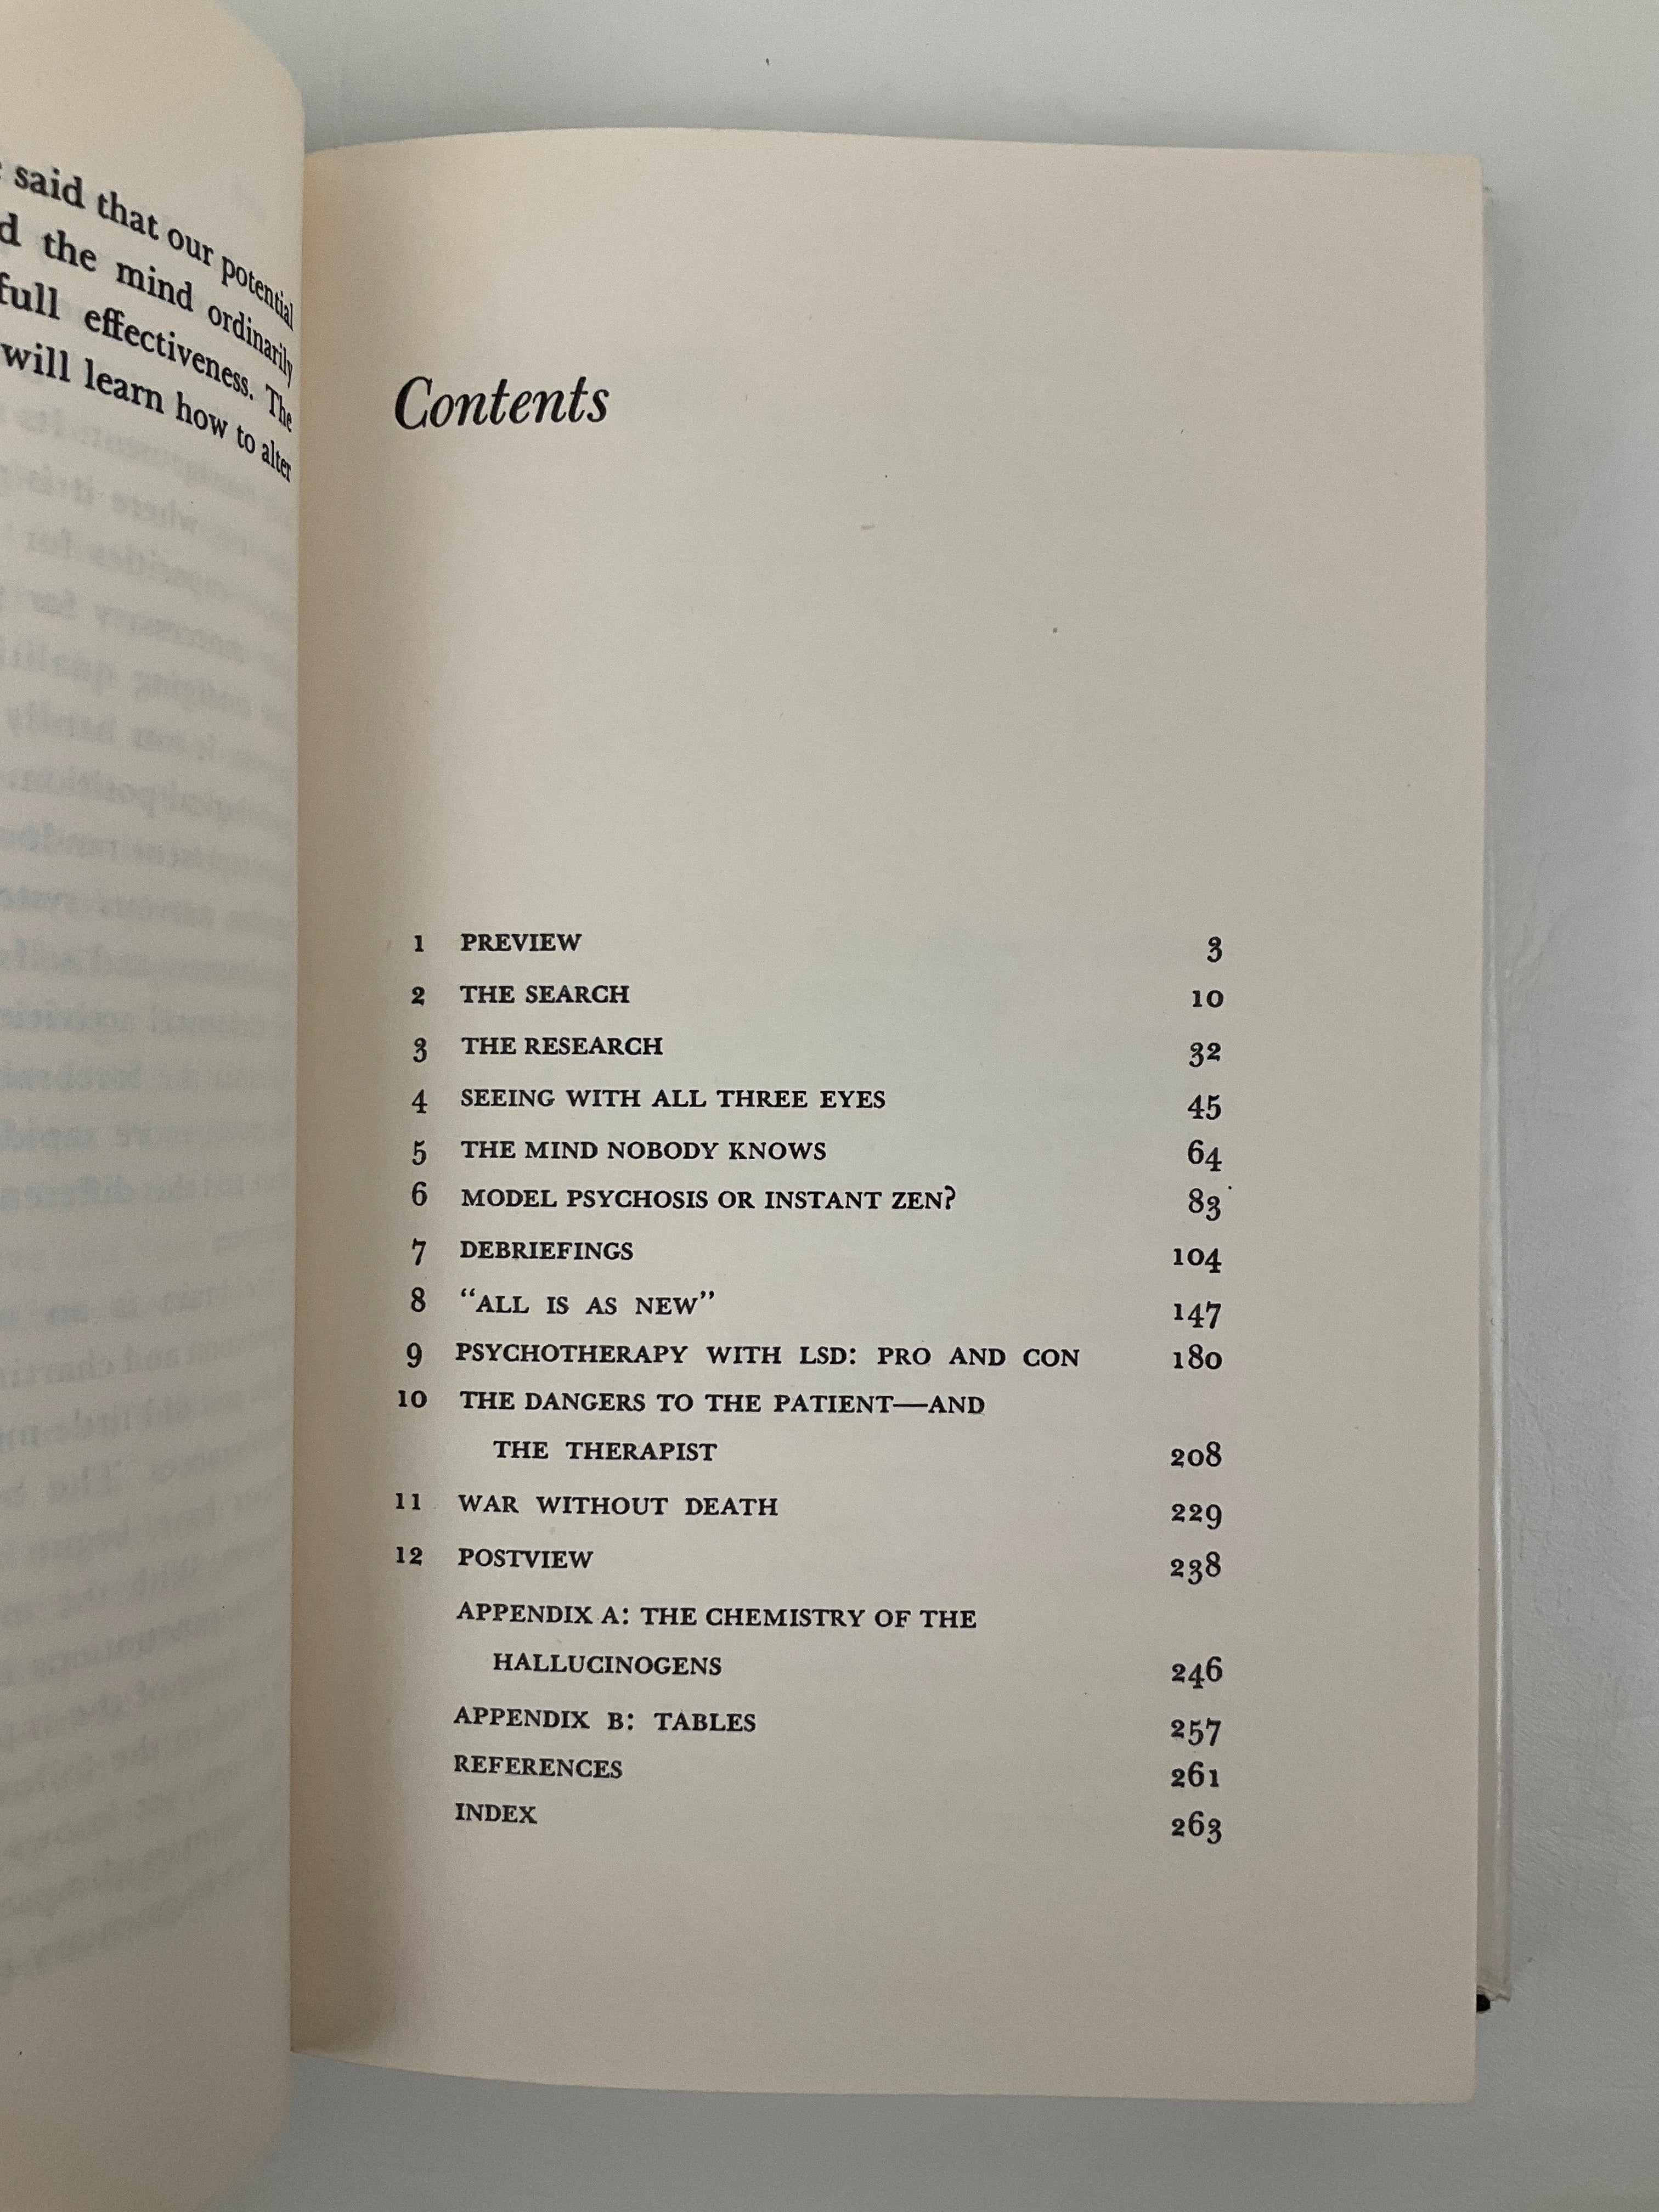 said that our potential
d the mind ordinarily
full effectiveness. The
will learn how to alter
Contents
1 PREVIEW 3
2 THE SEARCH 10
3 THE RESEARCH 32
4 SEEING WITH ALL THREE EYES 45
5 THE MIND NOBODY KNOWS 64
6 MODEL PSYCHOSIS OR INSTANT ZEN? 83
7 DEBRIEFINGS 104
8 “ALL IS AS NEW” 147
9 PSYCHOTHERAPY WITH LSD: PRO AND CON 180
10 THE DANGERS TO THE PATIENT—AND
THE THERAPIST 208
11 WAR WITHOUT DEATH 229
12 POSTVIEW 238
APPENDIX A: THE CHEMISTRY OF THE
HALLUCINOGENS 246
APPENDIX B: TABLES 257
REFERENCES 261
INDEX 263